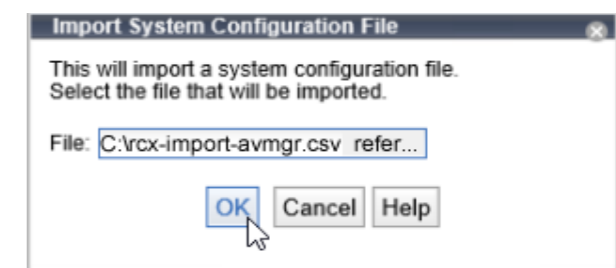 Import System Configuration File
This will import a system configuration file.
Select the file that will be imported.
File: C:\rcx-import-avmgr.csv refer...
OK Cancel Help